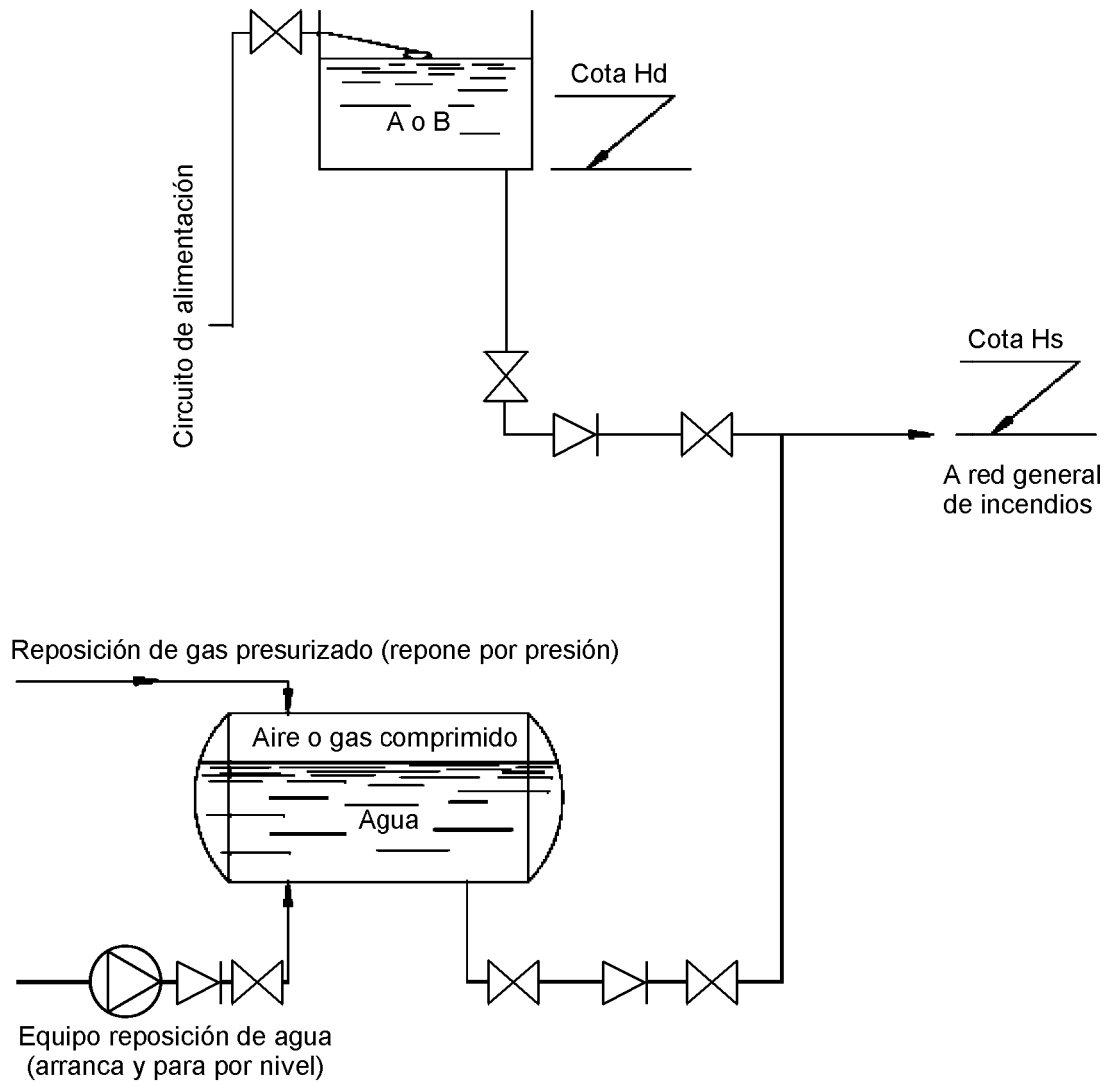 Cota Hd
A o B
Circuito de alimentación
Cota Hs
A red general
de incendios
Reposición de gas presurizado (repone por presión)
Aire o gas comprimido
Agua
Equipo reposición de agua
(arranca y para por nivel)